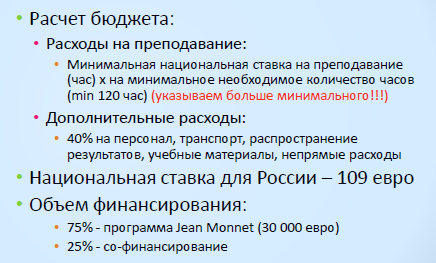 Расчет бюджета:
Расходы на преподавание:
Минимальная национальная ставка на преподавание
(час) х на минимальное необходимое количество часов
(min 120 час) (указываем больше минимального!!!)
Дополнительные расходы:
40% на персонал, транспорт, распространение
результатов, учебные материалы, непрямые расходы
Национальная ставка для России – 109 евро
Объем финансирования:
75% - программа Jean Monnet (30 000 евро)
25% - со-финансирование